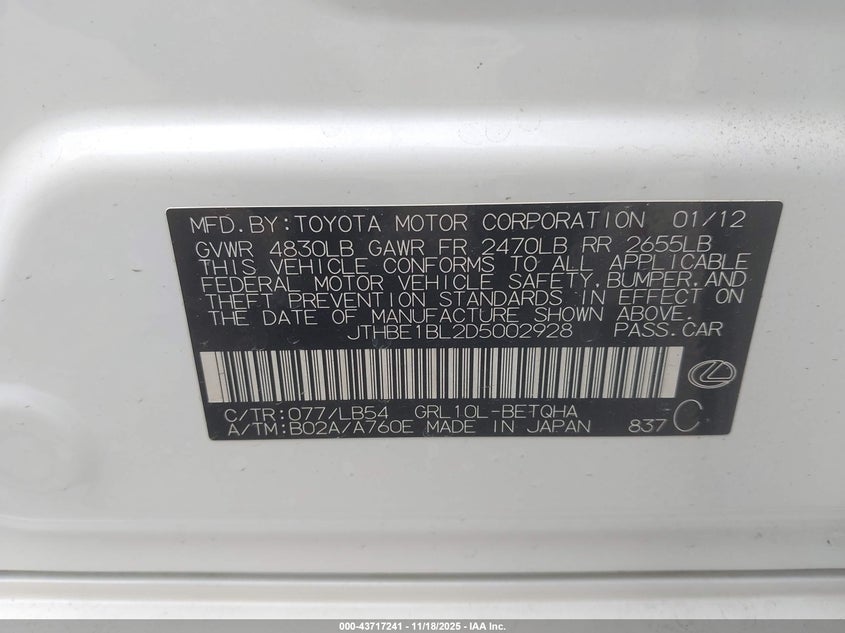 MFD.BY:TOYOTA MOTOR CORPORATION 01/12
GVWR 4830LB GAWR FR 2470LB RR 2655LB
THIS VEHICLE CONFORMS TO ALL APPLICABLE
FEDERAL MOTOR VEHICLE SAFETY,BUMPER,AND
THEFT PREVENTION STANDARDS IN EFFECT ON
THE DATE OF MANUFACTURE SHOWN ABOVE.
JTHBE1BL2D5002928 PASS.CAR
C/TR:077/LB54 GRL10L-BETQHA
A/TM:B02A/A760E MADE IN JAPAN 837 C
000-43717241 - 11/18/2025 - IAA Inc.